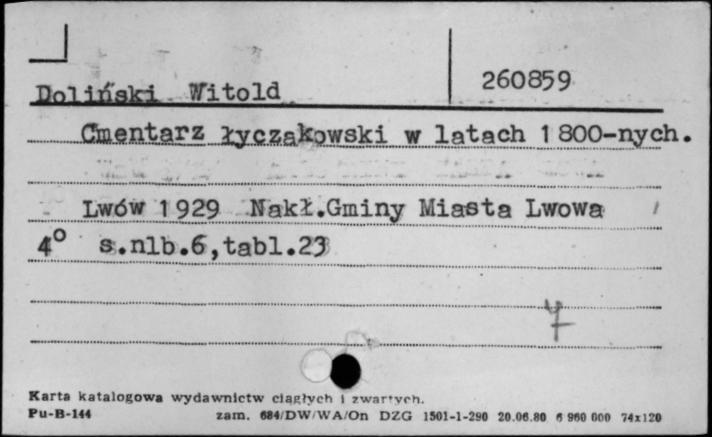 260859
Doliński Witold
Cmentarz łyczakowski w latach 1800-nych.
Lwów 1929 Nakł.Gminy Miasta Lwowa
4° s.nlb.6,tabl.23
7
Karta katalogowa wydawnictw ciągłych i zwartych.
Pu-B-144 zam. 684/DW/WA/On DZG 1501-1-290 20.06.80 6 960 000 74x120